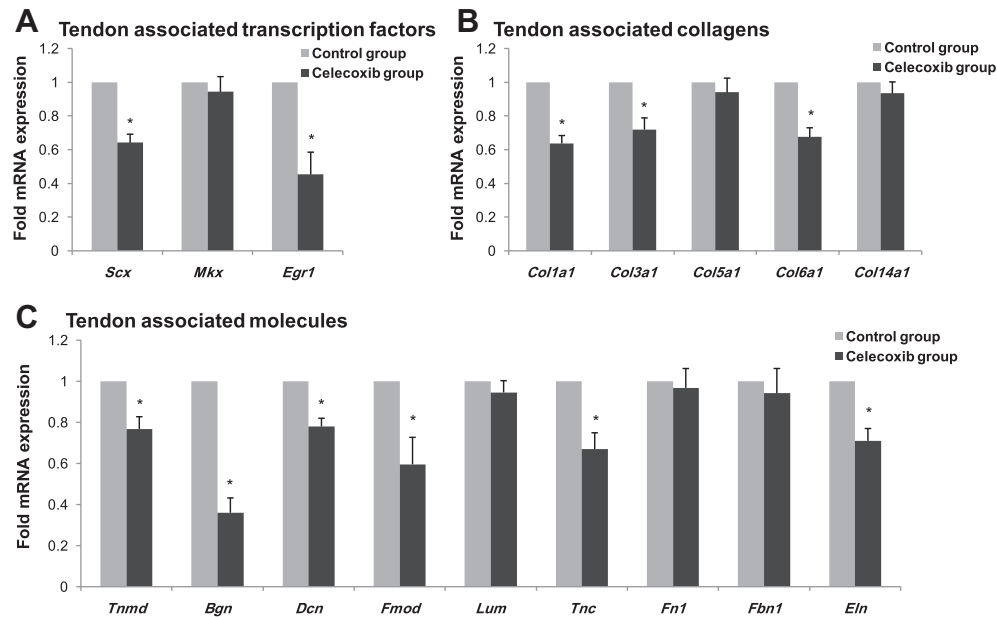 A Tendon associated transcription factors
Control group
Celecoxib group
Fold mRNA expression
1.2
1
0.8
0.6
0.4
0.2
0
*
*
Scx Mkx Egr1
B Tendon associated collagens
Control group
Celecoxib group
Fold mRNA expression
1.2
1
0.8
0.6
0.4
0.2
0
*
*
*
Col1a1 Col3a1 Col5a1 Col6a1 Col14a1
C Tendon associated molecules
Control group
Celecoxib group
Fold mRNA expression
1.2
1
0.8
0.6
0.4
0.2
0
*
*
*
*
*
*
Tnmd Bgn Dcn Fmod Lum Tnc Fn1 Fbn1 Eln